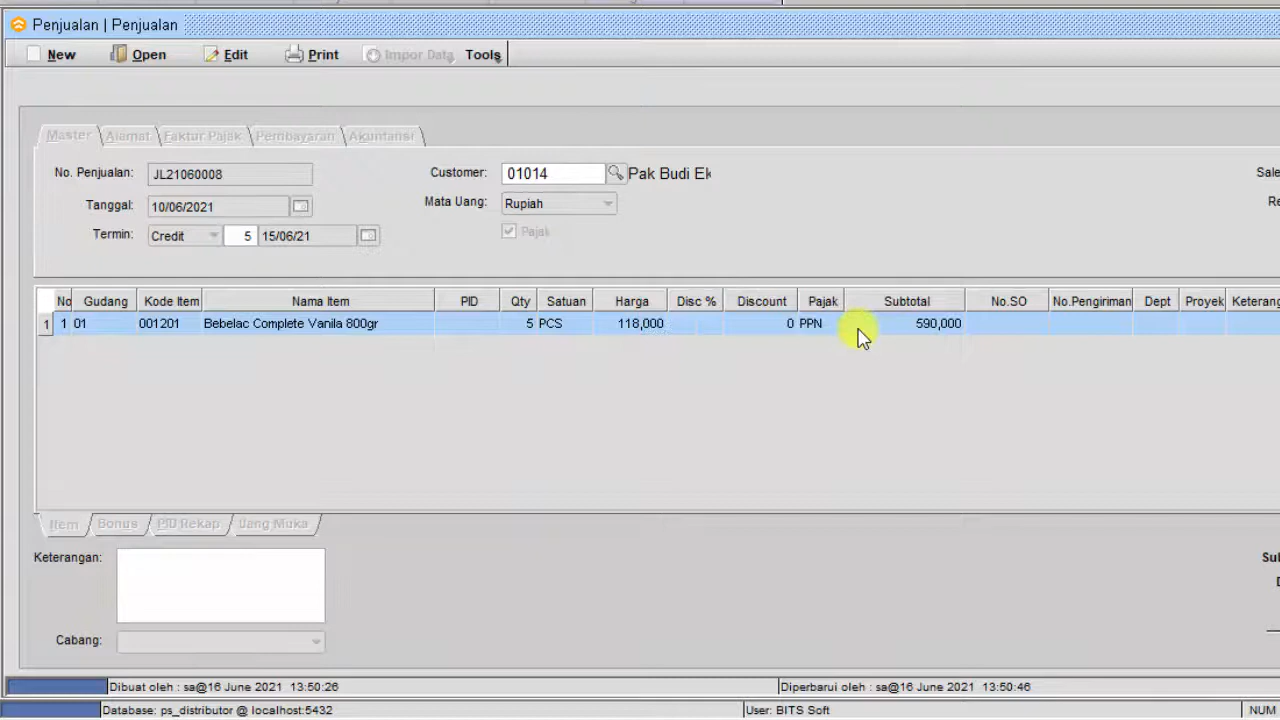 Penjualan | Penjualan
New Open Edit Print Impor Data Tools
Master Alamat Faktur Pajak Pembayaran Akuntansi
No. Penjualan: JL21060008 Customer: 01014 Pak Budi Ek Sale
Tanggal: 10/06/2021 Mata Uang: Rupiah Re
Termin: Credit 5 15/06/21 Pajak
No Gudang Kode Item Nama Item PID Qty Satuan Harga Disc % Discount Pajak Subtotal No.SO No.Pengiriman Dept Proyek Keterang
1 1 01 001201 Bebelac Complete Vanila 800gr 5 PCS 118,000 0 PPN 590,000
Item Bonus PID Rekap Uang Muka
Keterangan: Sul
Cabang:
Dibuat oleh : sa@16 June 2021 13:50:26 Diperbarui oleh : sa@16 June 2021 13:50:46
Database: ps_distributor @ localhost:5432 User: BITS Soft NUM